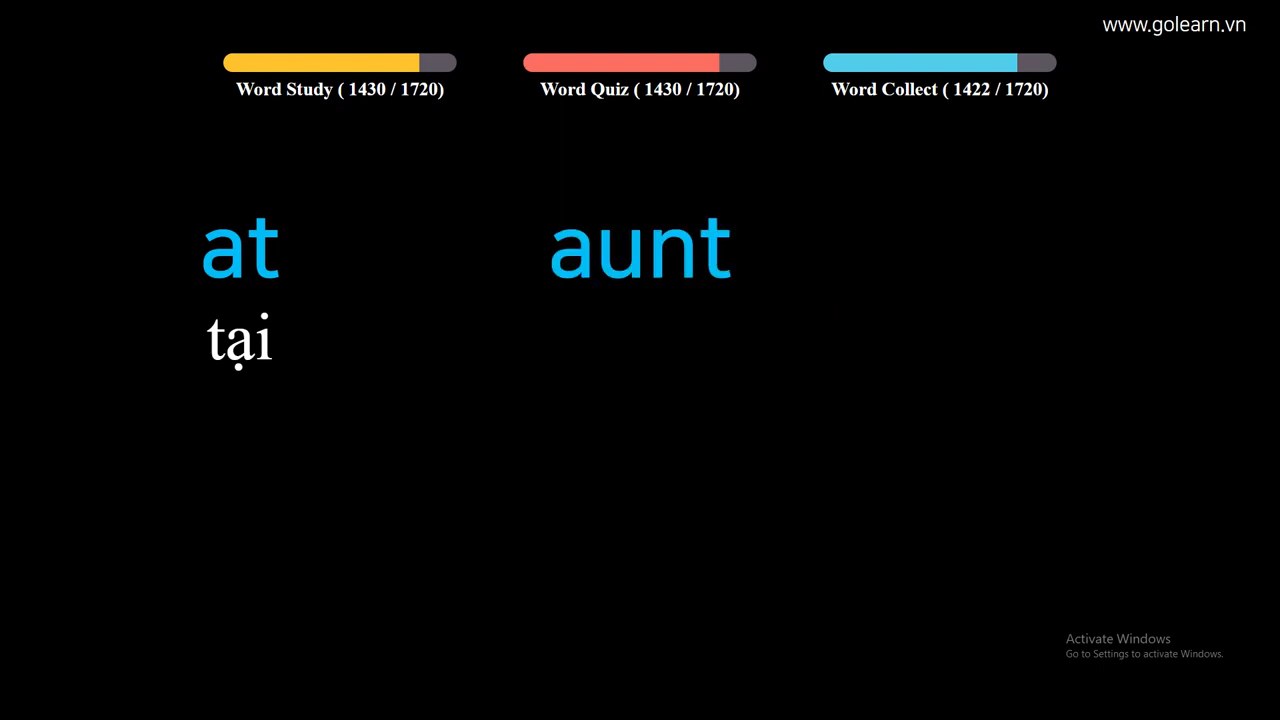 www.golearn.vn
Word Study ( 1430 / 1720)
Word Quiz ( 1430 / 1720)
Word Collect ( 1422 / 1720)
at
aunt
tại
Activate Windows
Go to Settings to activate Windows.